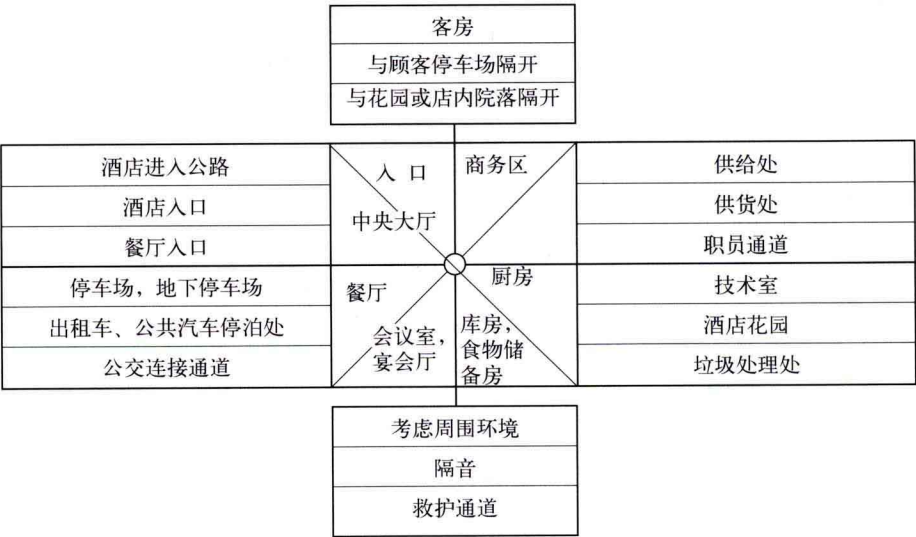 客房
与顾客停车场隔开
与花园或店内院落隔开
酒店进入公路
酒店入口
餐厅入口
停车场，地下停车场
出租车、公共汽车停泊处
公交连接通道
入口
中央大厅
商务区
餐厅
会议室，
宴会厅
厨房
库房，
食物储
备房
供给处
供货处
职员通道
技术室
酒店花园
垃圾处理处
考虑周围环境
隔音
救护通道